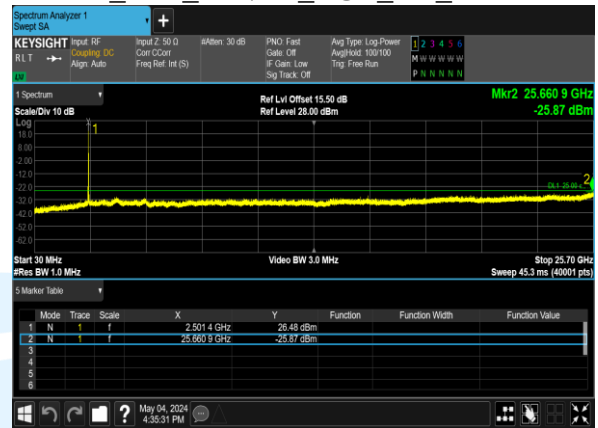 Spectrum Analyzer 1
Swept SA
KEYSIGHT
RLT
LV
Input: RF
Coupling: DC
Align: Auto
Input Z: 50 Ω
Corr CCorr
Freq Ref: Int (S)
#Atten: 30 dB
PNO: Fast
Gate: Off
IF Gain: Low
Sig Track: Off
Avg Type: Log-Power
Avg|Hold: 100/100
Trig: Free Run
1 2 3 4 5 6
M W W W W W
P N N N N N
1 Spectrum
Scale/Div 10 dB
Log
Ref Lvl Offset 15.50 dB
Ref Level 28.00 dBm
Mkr2 25.660 9 GHz
-25.87 dBm
18.0
8.00
-2.00
-12.0
-22.0
-32.0
-42.0
-52.0
-62.0
1
2
Start 30 MHz
#Res BW 1.0 MHz
Video BW 3.0 MHz
Stop 25.70 GHz
Sweep 45.3 ms (40001 pts)
5 Marker Table
Mode Trace Scale X Y Function Function Width Function Value
1 N 1 f 2.501 4 GHz 26.48 dBm
2 N 1 f 25.660 9 GHz -25.87 dBm
3
4
5
6
?
May 04, 2024
4:35:31 PM